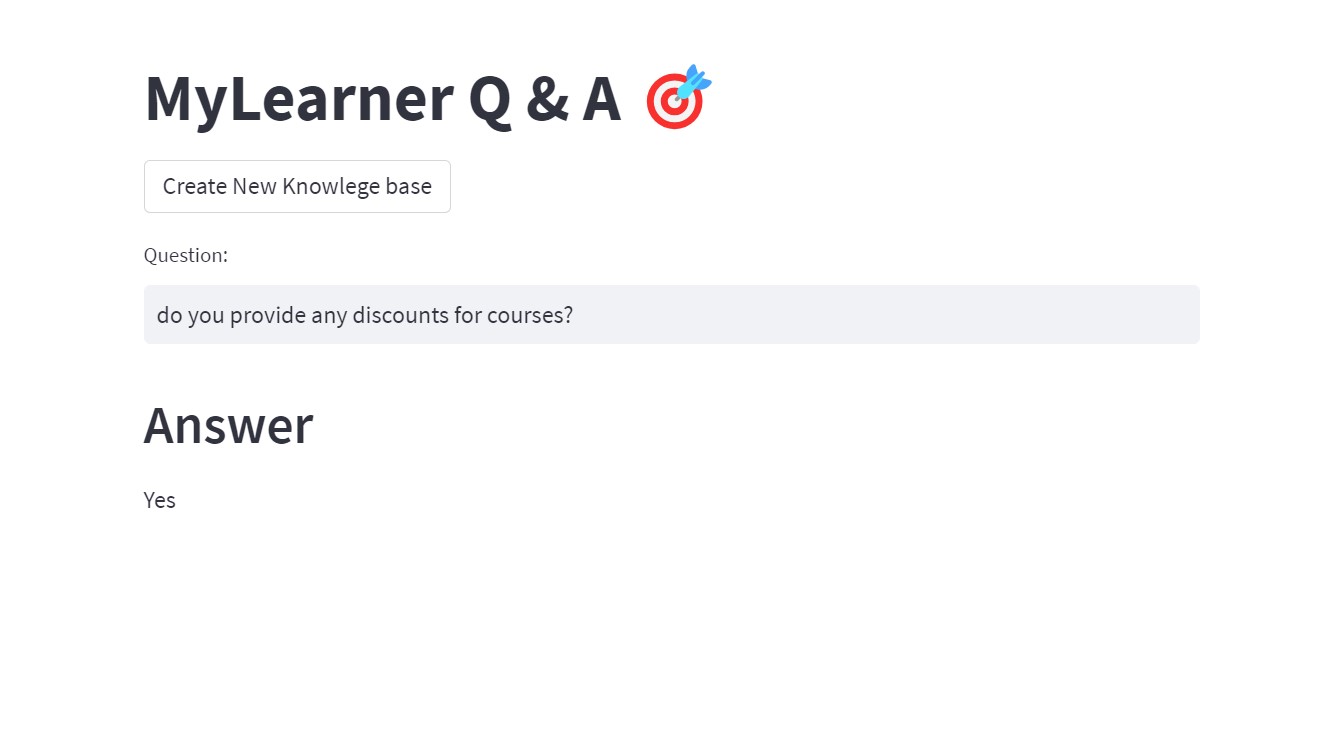 MyLearner Q & A
Create New Knowlege base
Question:
do you provide any discounts for courses?
Answer
Yes